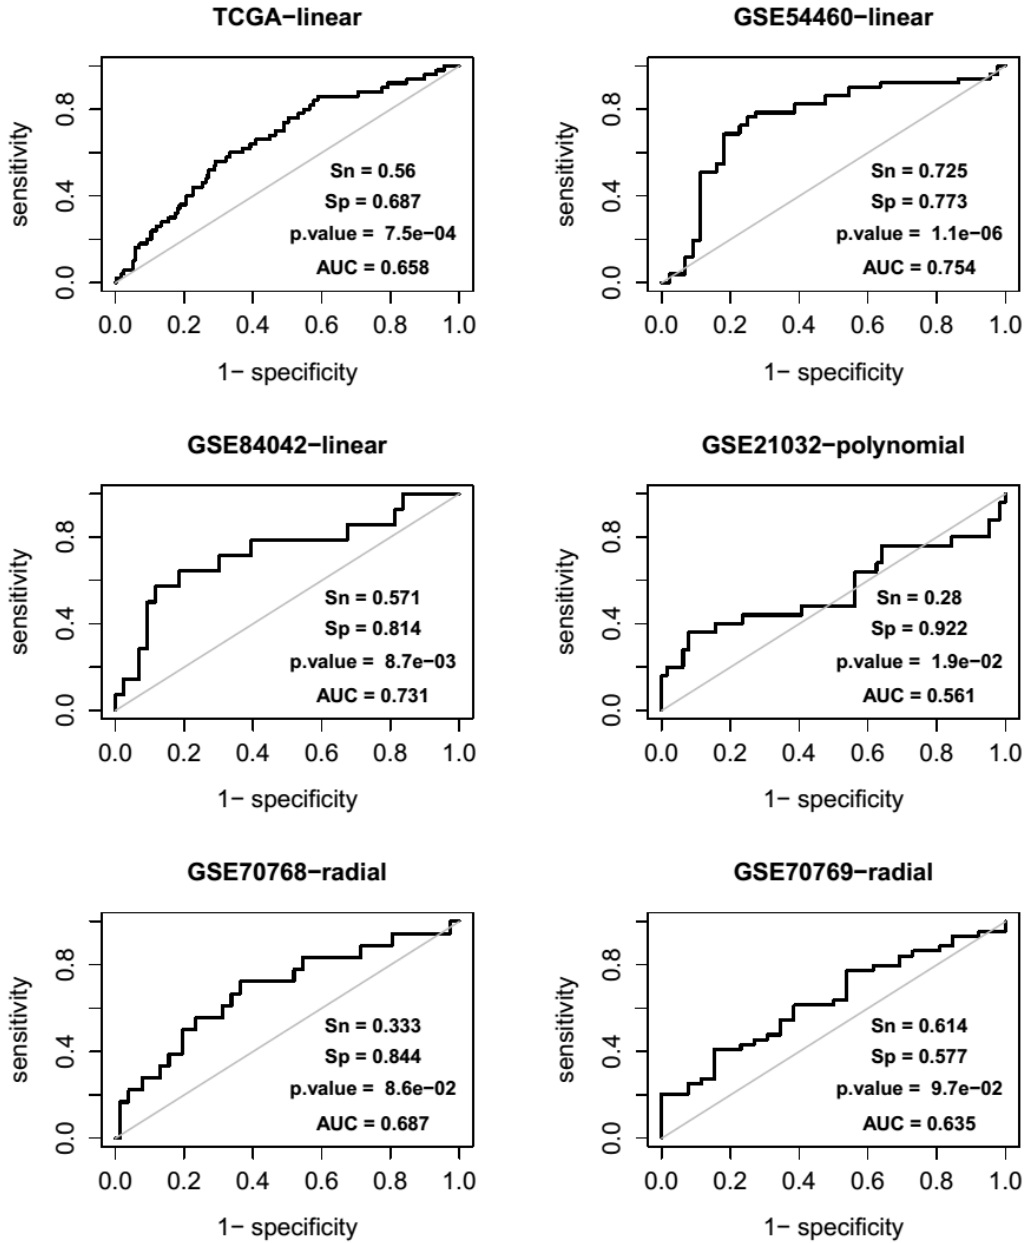 TCGA−linear
sensitivity
0.8
0.4
0.0
Sn = 0.56
Sp = 0.687
p.value = 7.5e−04
AUC = 0.658
0.0 0.2 0.4 0.6 0.8 1.0
1− specificity
GSE54460−linear
sensitivity
0.8
0.4
0.0
Sn = 0.725
Sp = 0.773
p.value = 1.1e−06
AUC = 0.754
0.0 0.2 0.4 0.6 0.8 1.0
1− specificity
GSE84042−linear
sensitivity
0.8
0.4
0.0
Sn = 0.571
Sp = 0.814
p.value = 8.7e−03
AUC = 0.731
0.0 0.2 0.4 0.6 0.8 1.0
1− specificity
GSE21032−polynomial
sensitivity
0.8
0.4
0.0
Sn = 0.28
Sp = 0.922
p.value = 1.9e−02
AUC = 0.561
0.0 0.2 0.4 0.6 0.8 1.0
1− specificity
GSE70768−radial
sensitivity
0.8
0.4
0.0
Sn = 0.333
Sp = 0.844
p.value = 8.6e−02
AUC = 0.687
0.0 0.2 0.4 0.6 0.8 1.0
1− specificity
GSE70769−radial
sensitivity
0.8
0.4
0.0
Sn = 0.614
Sp = 0.577
p.value = 9.7e−02
AUC = 0.635
0.0 0.2 0.4 0.6 0.8 1.0
1− specificity